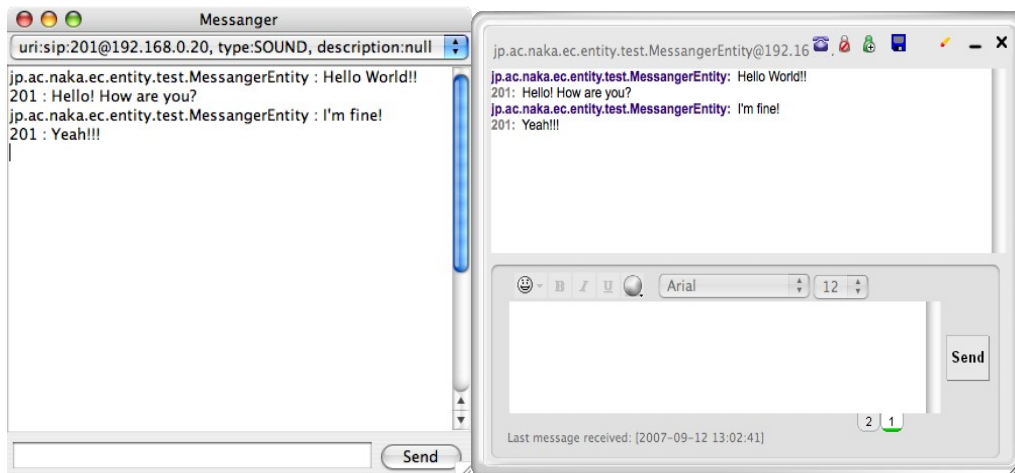 Messanger
uri:sip:201@192.168.0.20, type:SOUND, description:null
jp.ac.naka.ec.entity.test.MessangerEntity : Hello World!!
201 : Hello! How are you?
jp.ac.naka.ec.entity.test.MessangerEntity : I'm fine!
201 : Yeah!!!
Send
jp.ac.naka.ec.entity.test.MessangerEntity@192.16
jp.ac.naka.ec.entity.test.MessangerEntity: Hello World!!
201: Hello! How are you?
jp.ac.naka.ec.entity.test.MessangerEntity: I'm fine!
201: Yeah!!!
B I U Arial 12
Send
2 1
Last message received: [2007-09-12 13:02:41]